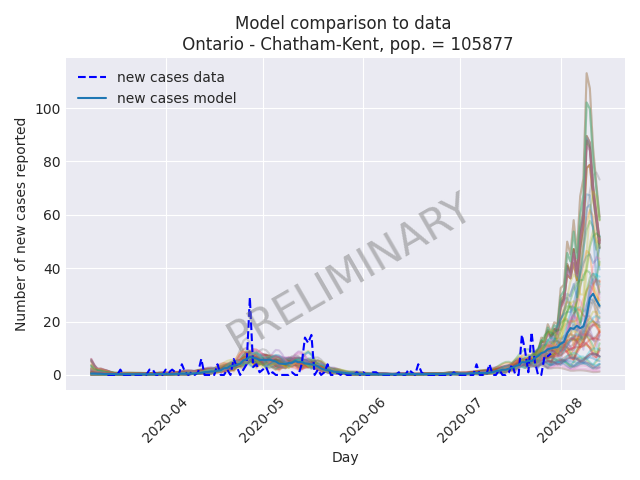 Model comparison to data
Ontario - Chatham-Kent, pop. = 105877
new cases data
new cases model
Number of new cases reported
100
80
60
40
20
0
PRELIMINARY
2020-04
2020-05
2020-06
2020-07
2020-08
Day